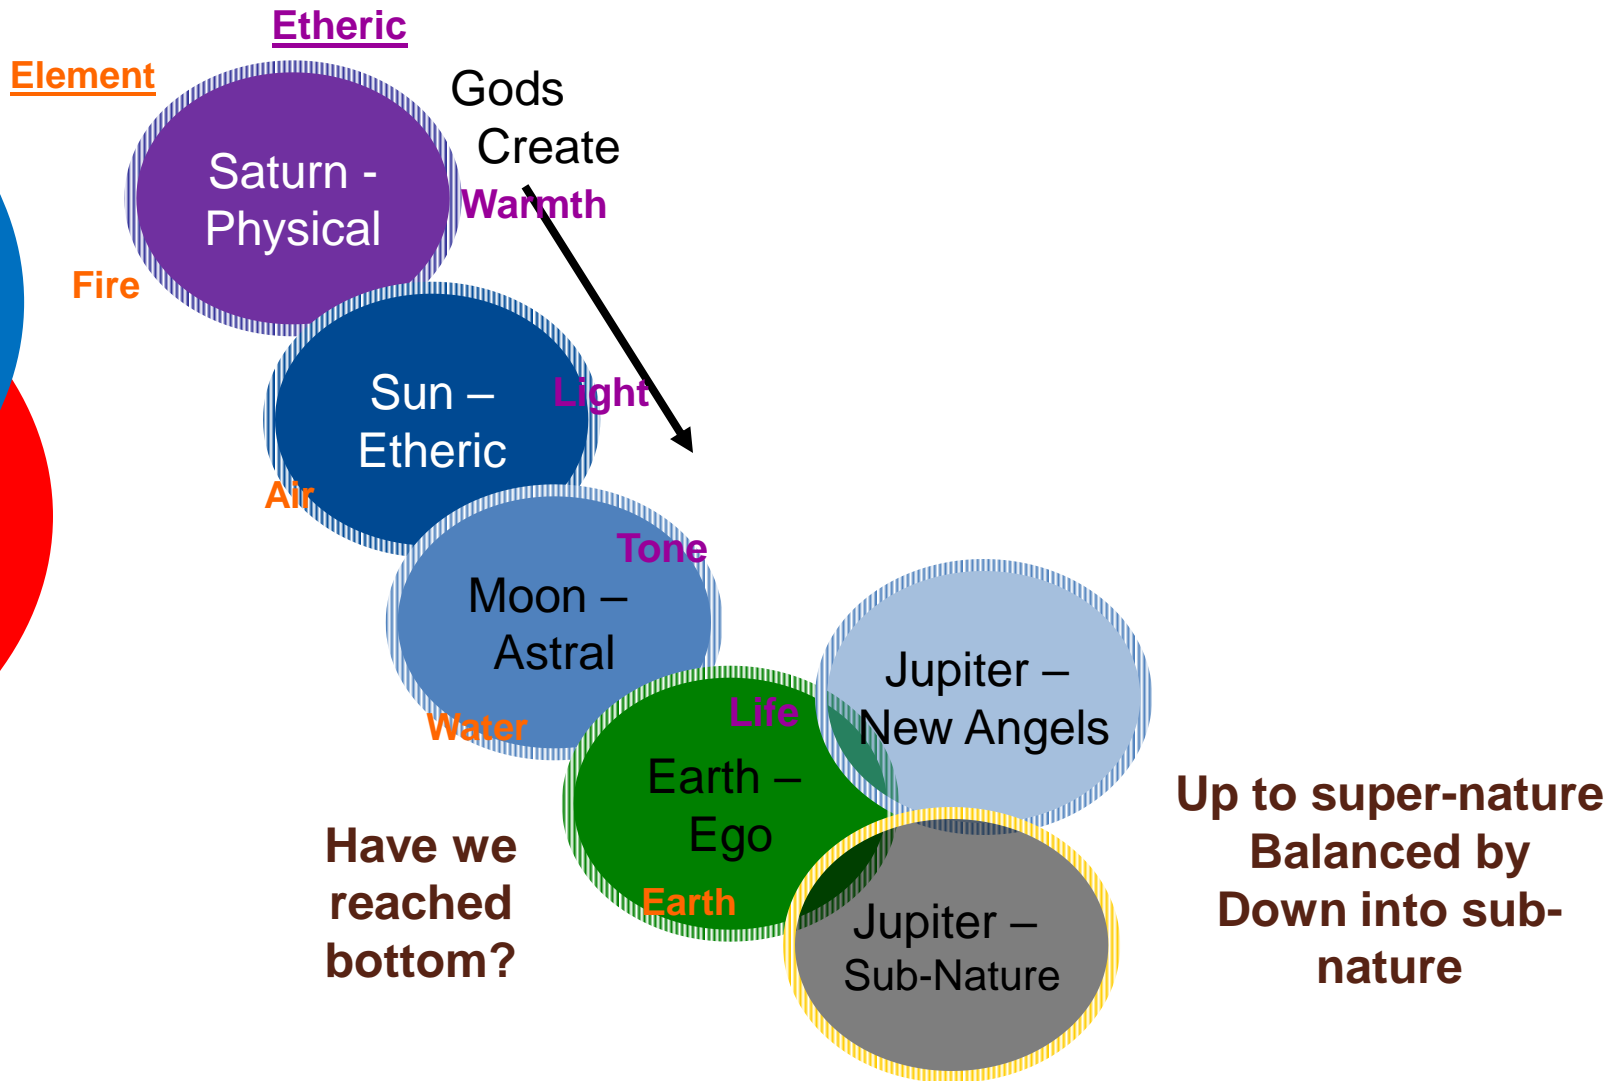 Etheric
Element
Gods
Create
Saturn -
Physical
Warmth
Fire
Sun –
Etheric
Light
Air
Tone
Moon –
Astral
Water
Jupiter –
New Angels
Life
Earth –
Ego
Earth
Have we
reached
bottom?
Jupiter –
Sub-Nature
Up to super-nature
Balanced by
Down into sub-
nature